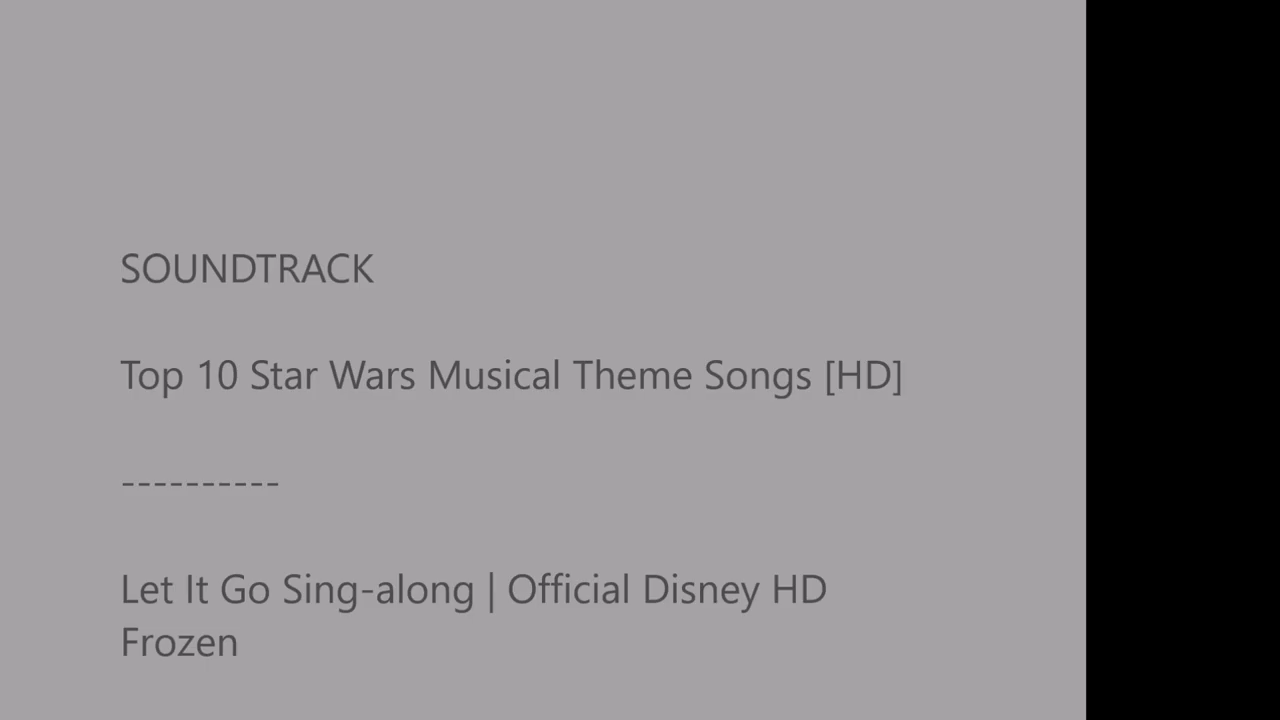 SOUNDTRACK
Top 10 Star Wars Musical Theme Songs [HD]
----------
Let It Go Sing-along | Official Disney HD
Frozen